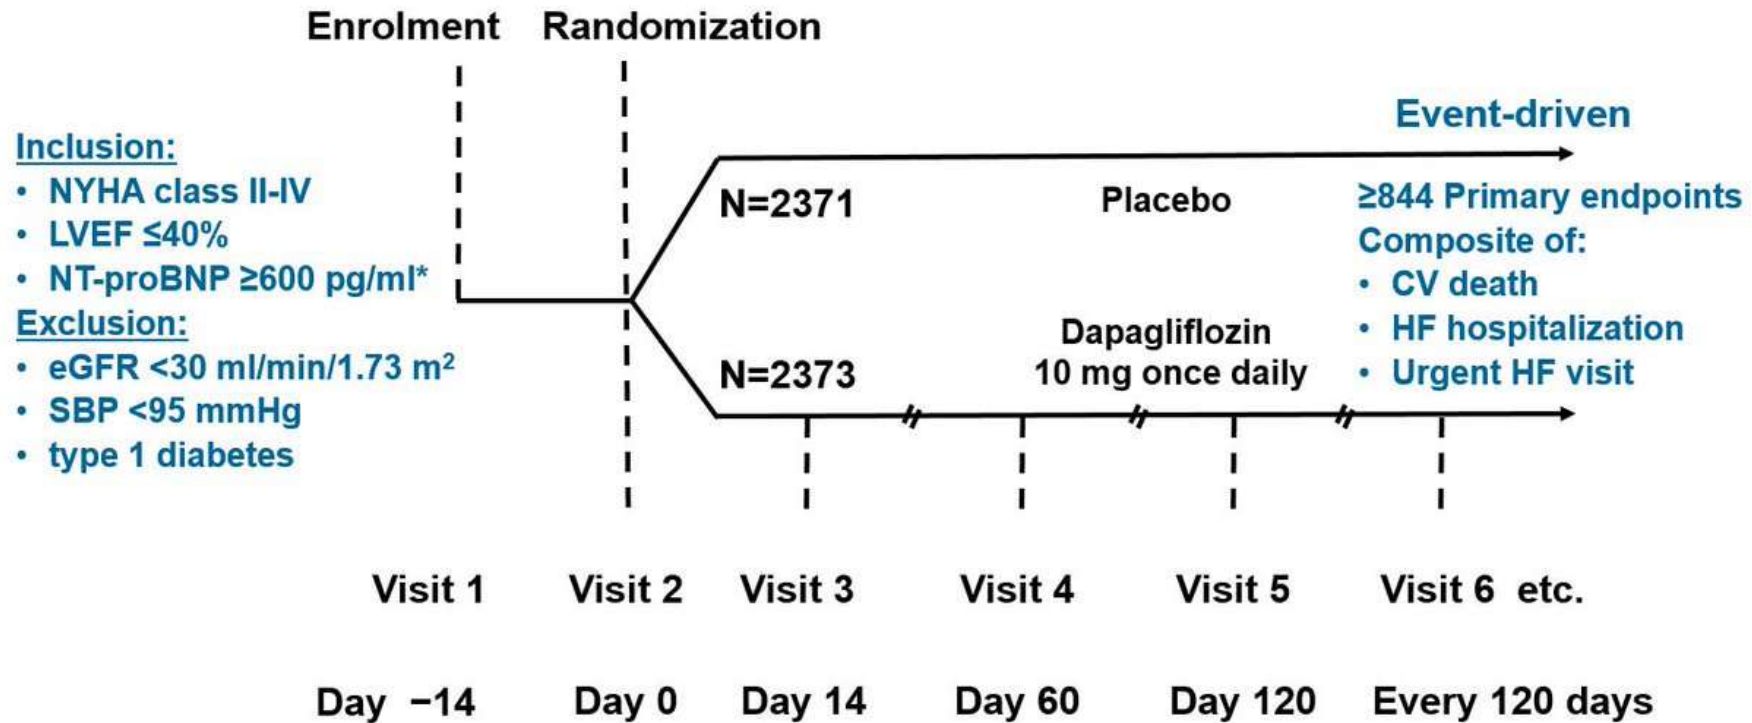 Enrolment Randomization
Inclusion:
• NYHA class II-IV
• LVEF ≤40%
• NT-proBNP ≥600 pg/ml*
Exclusion:
• eGFR <30 ml/min/1.73 m²
• SBP <95 mmHg
• type 1 diabetes
N=2371
Placebo
N=2373
Dapagliflozin
10 mg once daily
Event-driven
≥844 Primary endpoints
Composite of:
• CV death
• HF hospitalization
• Urgent HF visit
Visit 1 Visit 2 Visit 3 Visit 4 Visit 5 Visit 6 etc.
Day −14 Day 0 Day 14 Day 60 Day 120 Every 120 days